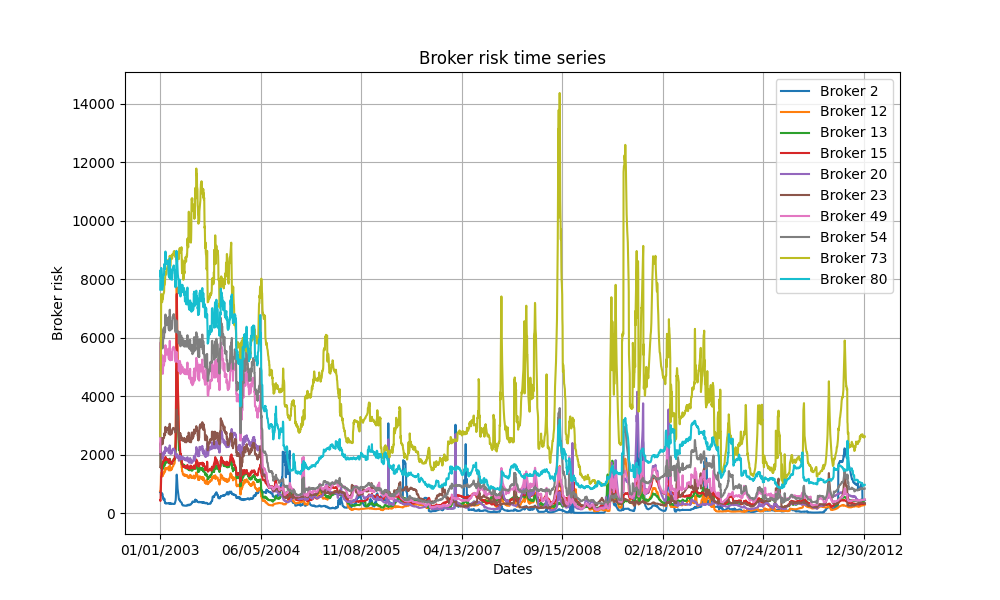 Broker risk time series
Broker risk
14000
12000
10000
8000
6000
4000
2000
0
Broker 2
Broker 12
Broker 13
Broker 15
Broker 20
Broker 23
Broker 49
Broker 54
Broker 73
Broker 80
01/01/2003 06/05/2004 11/08/2005 04/13/2007 09/15/2008 02/18/2010 07/24/2011 12/30/2012
Dates